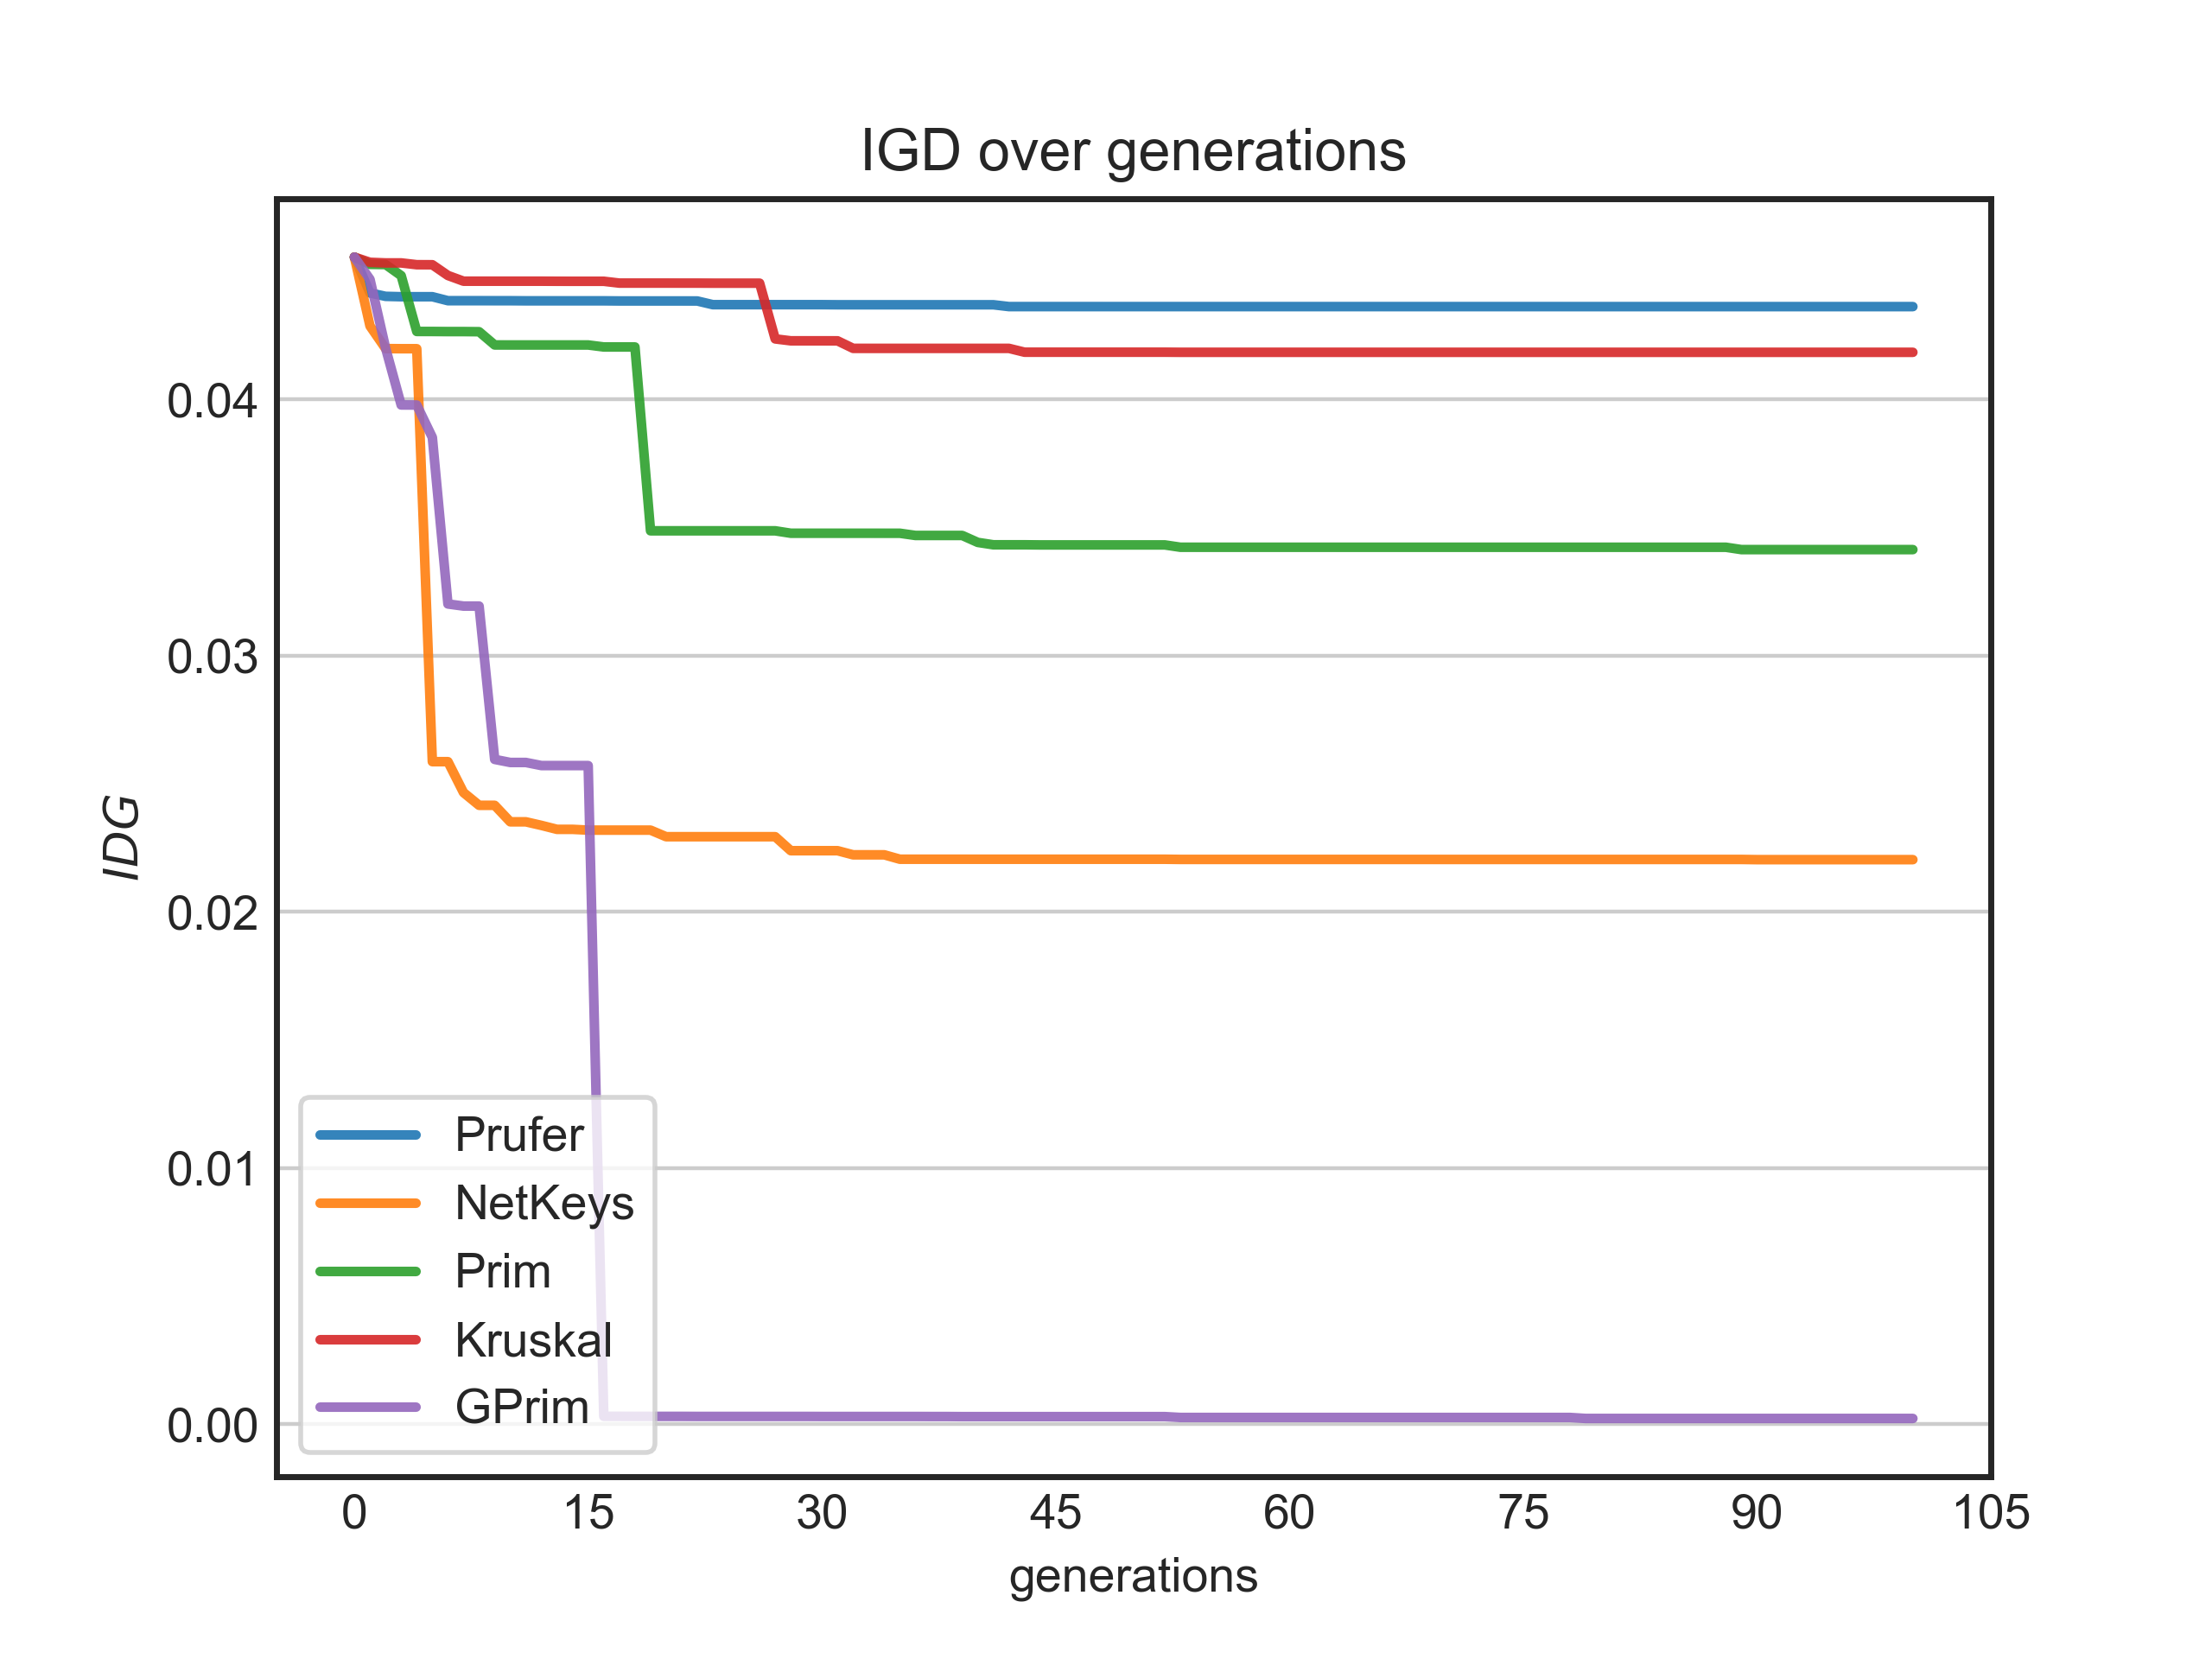 IGD over generations
IDG
0.04
0.03
0.02
0.01
0.00
Prufer
NetKeys
Prim
Kruskal
GPrim
0 15 30 45 60 75 90 105
generations